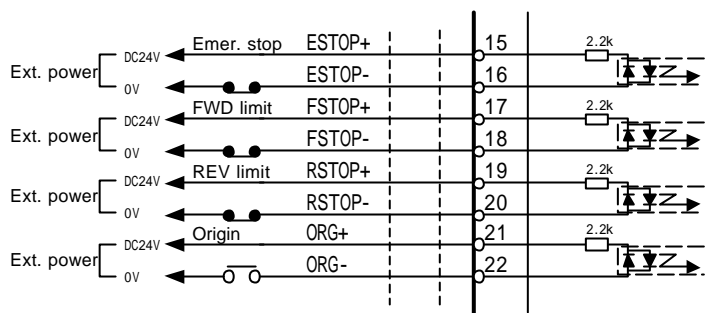 Emer. stop ESTOP+ 15 2.2k
DC24V
Ext. power
0V ESTOP- 16
FWD limit FSTOP+ 17 2.2k
DC24V
Ext. power
0V FSTOP- 18
REV limit RSTOP+ 19 2.2k
DC24V
Ext. power
0V RSTOP- 20
Origin ORG+ 21 2.2k
DC24V
Ext. power
0V ORG- 22